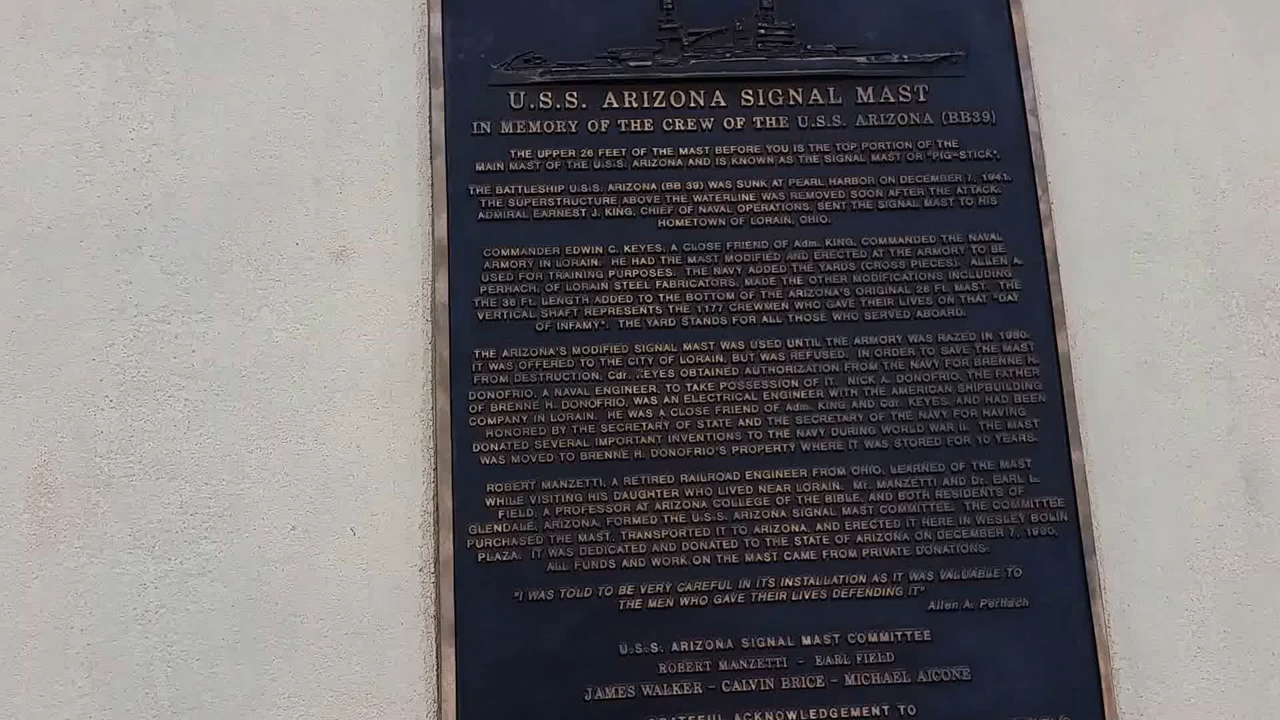 U.S.S. ARIZONA SIGNAL MAST
IN MEMORY OF THE CREW OF THE U.S.S. ARIZONA (BB39)
THE UPPER 26 FEET OF THE MAST BEFORE YOU IS THE TOP PORTION OF THE
MAIN MAST OF THE U.S.S. ARIZONA AND IS KNOWN AS THE SIGNAL MAST OR "PIG-STICK".
THE BATTLESHIP U.S.S. ARIZONA (BB 39) WAS SUNK AT PEARL HARBOR ON DECEMBER 7, 1941.
THE SUPERSTRUCTURE ABOVE THE WATERLINE WAS REMOVED SOON AFTER THE ATTACK.
ADMIRAL EARNEST J. KING, CHIEF OF NAVAL OPERATIONS, SENT THE SIGNAL MAST TO HIS
HOMETOWN OF LORAIN, OHIO.
COMMANDER EDWIN C. KEYES, A CLOSE FRIEND OF Adm. KING, COMMANDED THE NAVAL
ARMORY IN LORAIN. HE HAD THE MAST MODIFIED AND ERECTED AT THE ARMORY TO BE
USED FOR TRAINING PURPOSES. THE NAVY ADDED THE YARDS (CROSS PIECES). ALLEN A.
PERHACH, OF LORAIN STEEL FABRICATORS, MADE THE OTHER MODIFICATIONS INCLUDING
THE 36 Ft. LENGTH ADDED TO THE BOTTOM OF THE ARIZONA'S ORIGINAL 26 Ft. MAST. THE
VERTICAL SHAFT REPRESENTS THE 1177 CREWMEN WHO GAVE THEIR LIVES ON THAT "DAY
OF INFAMY". THE YARD STANDS FOR ALL THOSE WHO SERVED ABOARD.
THE ARIZONA'S MODIFIED SIGNAL MAST WAS USED UNTIL THE ARMORY WAS RAZED IN 1980.
IT WAS OFFERED TO THE CITY OF LORAIN, BUT WAS REFUSED. IN ORDER TO SAVE THE MAST
FROM DESTRUCTION, Cdr. KEYES OBTAINED AUTHORIZATION FROM THE NAVY FOR BRENNE H.
DONOFRIO, A NAVAL ENGINEER, TO TAKE POSSESSION OF IT. NICK A. DONOFRIO, THE FATHER
OF BRENNE H. DONOFRIO, WAS AN ELECTRICAL ENGINEER WITH THE AMERICAN SHIPBUILDING
COMPANY IN LORAIN. HE WAS A CLOSE FRIEND OF Adm. KING AND Cdr. KEYES, AND HAD BEEN
HONORED BY THE SECRETARY OF STATE AND THE SECRETARY OF THE NAVY FOR HAVING
DONATED SEVERAL IMPORTANT INVENTIONS TO THE NAVY DURING WORLD WAR II. THE MAST
WAS MOVED TO BRENNE H. DONOFRIO'S PROPERTY WHERE IT WAS STORED FOR 10 YEARS.
ROBERT MANZETTI, A RETIRED RAILROAD ENGINEER FROM OHIO, LEARNED OF THE MAST
WHILE VISITING HIS DAUGHTER WHO LIVED NEAR LORAIN. Mr. MANZETTI AND Dr. EARL L.
FIELD, A PROFESSOR AT ARIZONA COLLEGE OF THE BIBLE, AND BOTH RESIDENTS OF
GLENDALE, ARIZONA, FORMED THE U.S.S. ARIZONA SIGNAL MAST COMMITTEE. THE COMMITTEE
PURCHASED THE MAST, TRANSPORTED IT TO ARIZONA, AND ERECTED IT HERE IN WESLEY BOLIN
PLAZA. IT WAS DEDICATED AND DONATED TO THE STATE OF ARIZONA ON DECEMBER 7, 1990.
ALL FUNDS AND WORK ON THE MAST CAME FROM PRIVATE DONATIONS.
"I WAS TOLD TO BE VERY CAREFUL IN ITS INSTALLATION AS IT WAS VALUABLE TO
THE MEN WHO GAVE THEIR LIVES DEFENDING IT"
Allen A. Perhach
U.S.S. ARIZONA SIGNAL MAST COMMITTEE
ROBERT MANZETTI - EARL FIELD
JAMES WALKER - CALVIN BRICE - MICHAEL AICONE
GRATEFUL ACKNOWLEDGEMENT TO